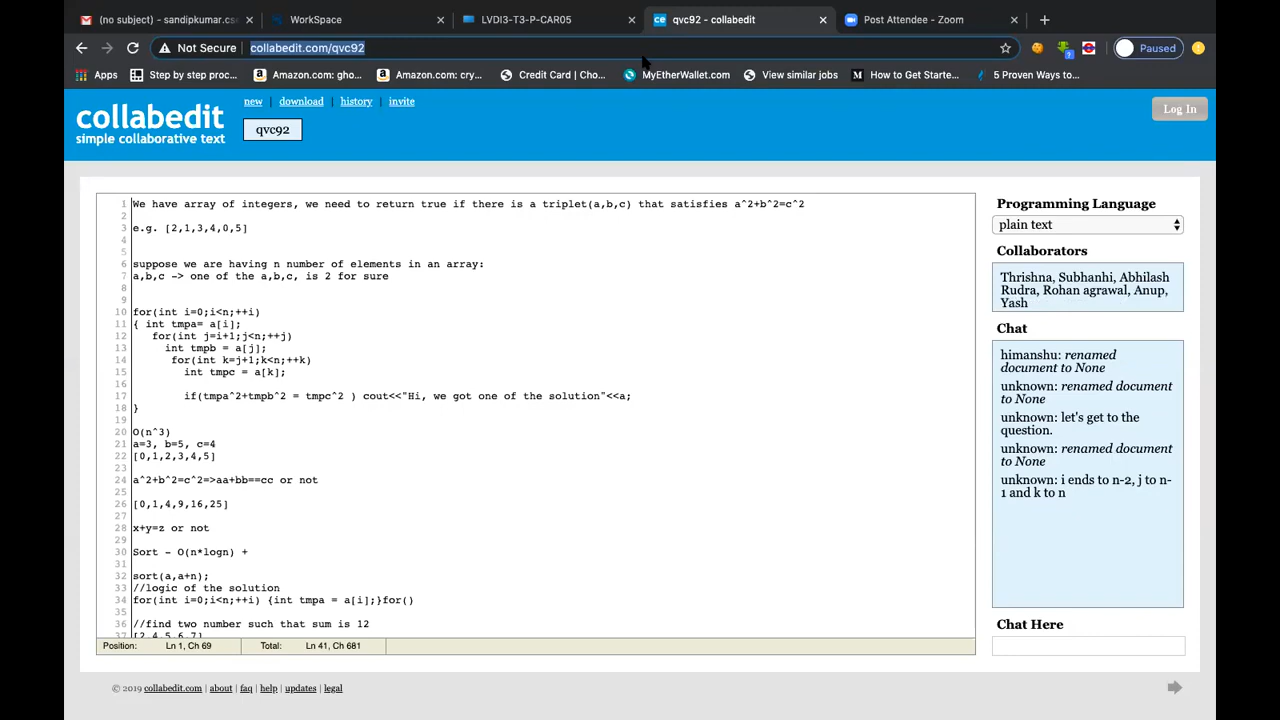 (no subject) - sandipkumar.cse
WorkSpace
LVDI3-T3-P-CAR05
ce qvc92 - collabedit
Post Attendee - Zoom
Not Secure
collabedit.com/qvc92
Paused
Apps
Step by step proc...
Amazon.com: gho...
Amazon.com: cry...
Credit Card | Cho...
MyEtherWallet.com
View similar jobs
How to Get Starte...
5 Proven Ways to...
collabedit
simple collaborative text
new | download | history | invite
qvc92
Log In
1 We have array of integers, we need to return true if there is a triplet(a,b,c) that satisfies a^2+b^2=c^2
2
3 e.g. [2,1,3,4,0,5]
4
5
6 suppose we are having n number of elements in an array:
7 a,b,c -> one of the a,b,c, is 2 for sure
8
9
10 for(int i=0;i<n;++i)
11 { int tmpa= a[i];
12 for(int j=i+1;j<n;++j)
13 int tmpb = a[j];
14 for(int k=j+1;k<n;++k)
15 int tmpc = a[k];
16
17 if(tmpa^2+tmpb^2 = tmpc^2 ) cout<<"Hi, we got one of the solution"<<a;
18 }
19
20 O(n^3)
21 a=3, b=5, c=4
22 [0,1,2,3,4,5]
23
24 a^2+b^2=c^2=>aa+bb==cc or not
25
26 [0,1,4,9,16,25]
27
28 x+y=z or not
29
30 Sort - O(n*logn) +
31
32 sort(a,a+n);
33 //logic of the solution
34 for(int i=0;i<n;++i) {int tmpa = a[i];}for()
35
36 //find two number such that sum is 12
37 [2,4,5,6,7]
Position: Ln 1, Ch 69 Total: Ln 41, Ch 681
Programming Language
plain text
Collaborators
Thrishna, Subhanhi, Abhilash
Rudra, Rohan agrawal, Anup,
Yash
Chat
himanshu: renamed
document to None
unknown: renamed document
to None
unknown: let's get to the
question.
unknown: renamed document
to None
unknown: i ends to n-2, j to n-
1 and k to n
Chat Here
© 2019 collabedit.com | about | faq | help | updates | legal